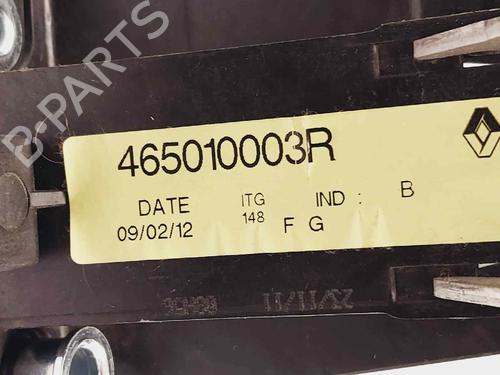 B-PARTS
465010003R
DATE ITG IND : B
09/02/12 148 F G